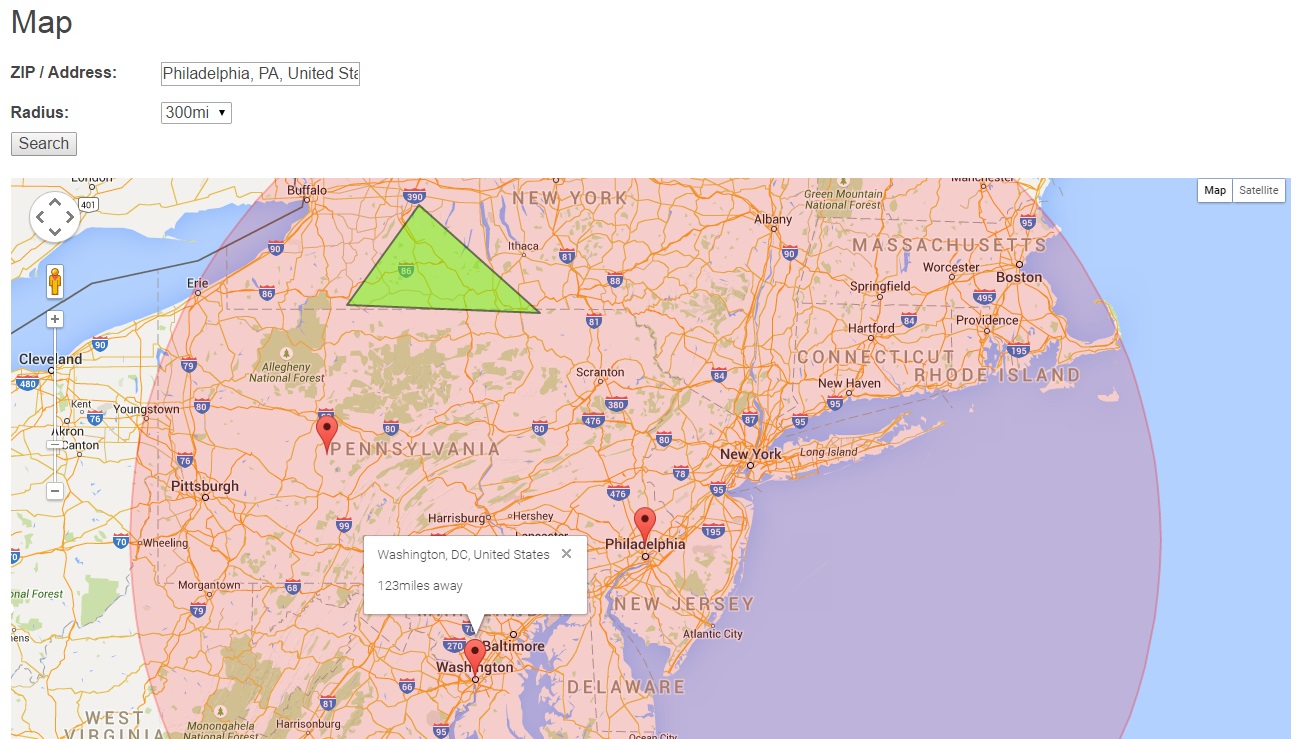 Map
ZIP / Address:
Philadelphia, PA, United Sta
Radius:
300mi
Search
London
401
Buffalo
390
NEW YORK
Green Mountain
National Forest
Manchester
Map
Satellite
Albany
95
90
Ithaca
81
90
MASSACHUSETTS
88
Worcester
Boston
86
Erie
86
Springfield
495
84
Providence
81
Hartford
90
Cleveland
CONNECTICUT
195
RHODE ISLAND
79
Allegheny
National Forest
Scranton
84
New Haven
480
Kent
76
Youngstown
80
380
476
87
95
95
Akron
80
80
80
Canton
PENNSYLVANIA
New York
Long Island
76
78
Pittsburgh
476
95
99
Harrisburg
Hershey
195
Lancaster
70
Wheeling
Philadelphia
Washington, DC, United States
123miles away
Morgantown
68
79
NEW JERSEY
Atlantic City
70
270
Baltimore
Washington
66
DELAWARE
81
WEST
VIRGINIA
Monongahela
National Forest
Harrisonburg
95
Ocean City